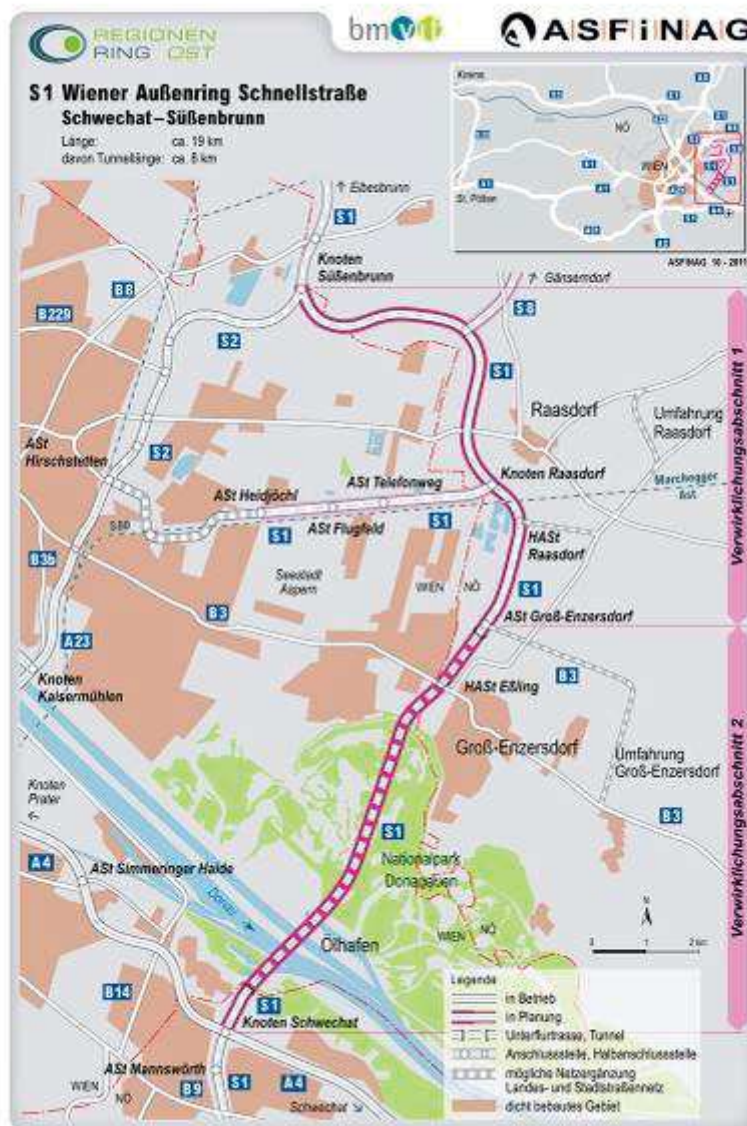 REGIONEN
RING OST
bmvit
ASFiNAG
S1 Wiener Außenring Schnellstraße
Schwechat–Süßenbrunn
Länge: ca. 19 km
davon Tunnellänge: ca. 8 km
Krems
NÖ
WIEN
St. Pölten
ASFINAG 10 - 2011
Eibesbrunn
S1
Knoten
Süßenbrunn
Gänserndorf
B8
B229
S2
S8
S1
Raasdorf
Umfahrung
Raasdorf
ASt
Hirschstetten
S2
Knoten Raasdorf
ASt Heidjöchl
ASt Telefonweg
Marchegger
Ast
S80
S1
ASt Flugfeld
S1
HASt
Raasdorf
B3b
Seestadt
Aspern
WIEN
NÖ
S1
B3
ASt Groß-Enzersdorf
A23
Knoten
Kaisermühlen
HASt Eßling
B3
Groß-Enzersdorf
Umfahrung
Groß-Enzersdorf
Knoten
Prater
S1
B3
A4
ASt Simmeringer Haide
Nationalpark
Donauauen
Donau
Ölhafen
WIEN
NÖ
N
0 1 2 km
B14
S1
Knoten Schwechat
ASt Mannswörth
WIEN
NÖ
B9
S1
A4
Schwechat
Verwirklichungsabschnitt 1
Verwirklichungsabschnitt 2
Legende
in Betrieb
in Planung
Unterflurtrasse, Tunnel
Anschlussstelle, Halbanschlussstelle
mögliche Netzergänzung
Landes- und Stadtstraßennetz
dicht bebautes Gebiet